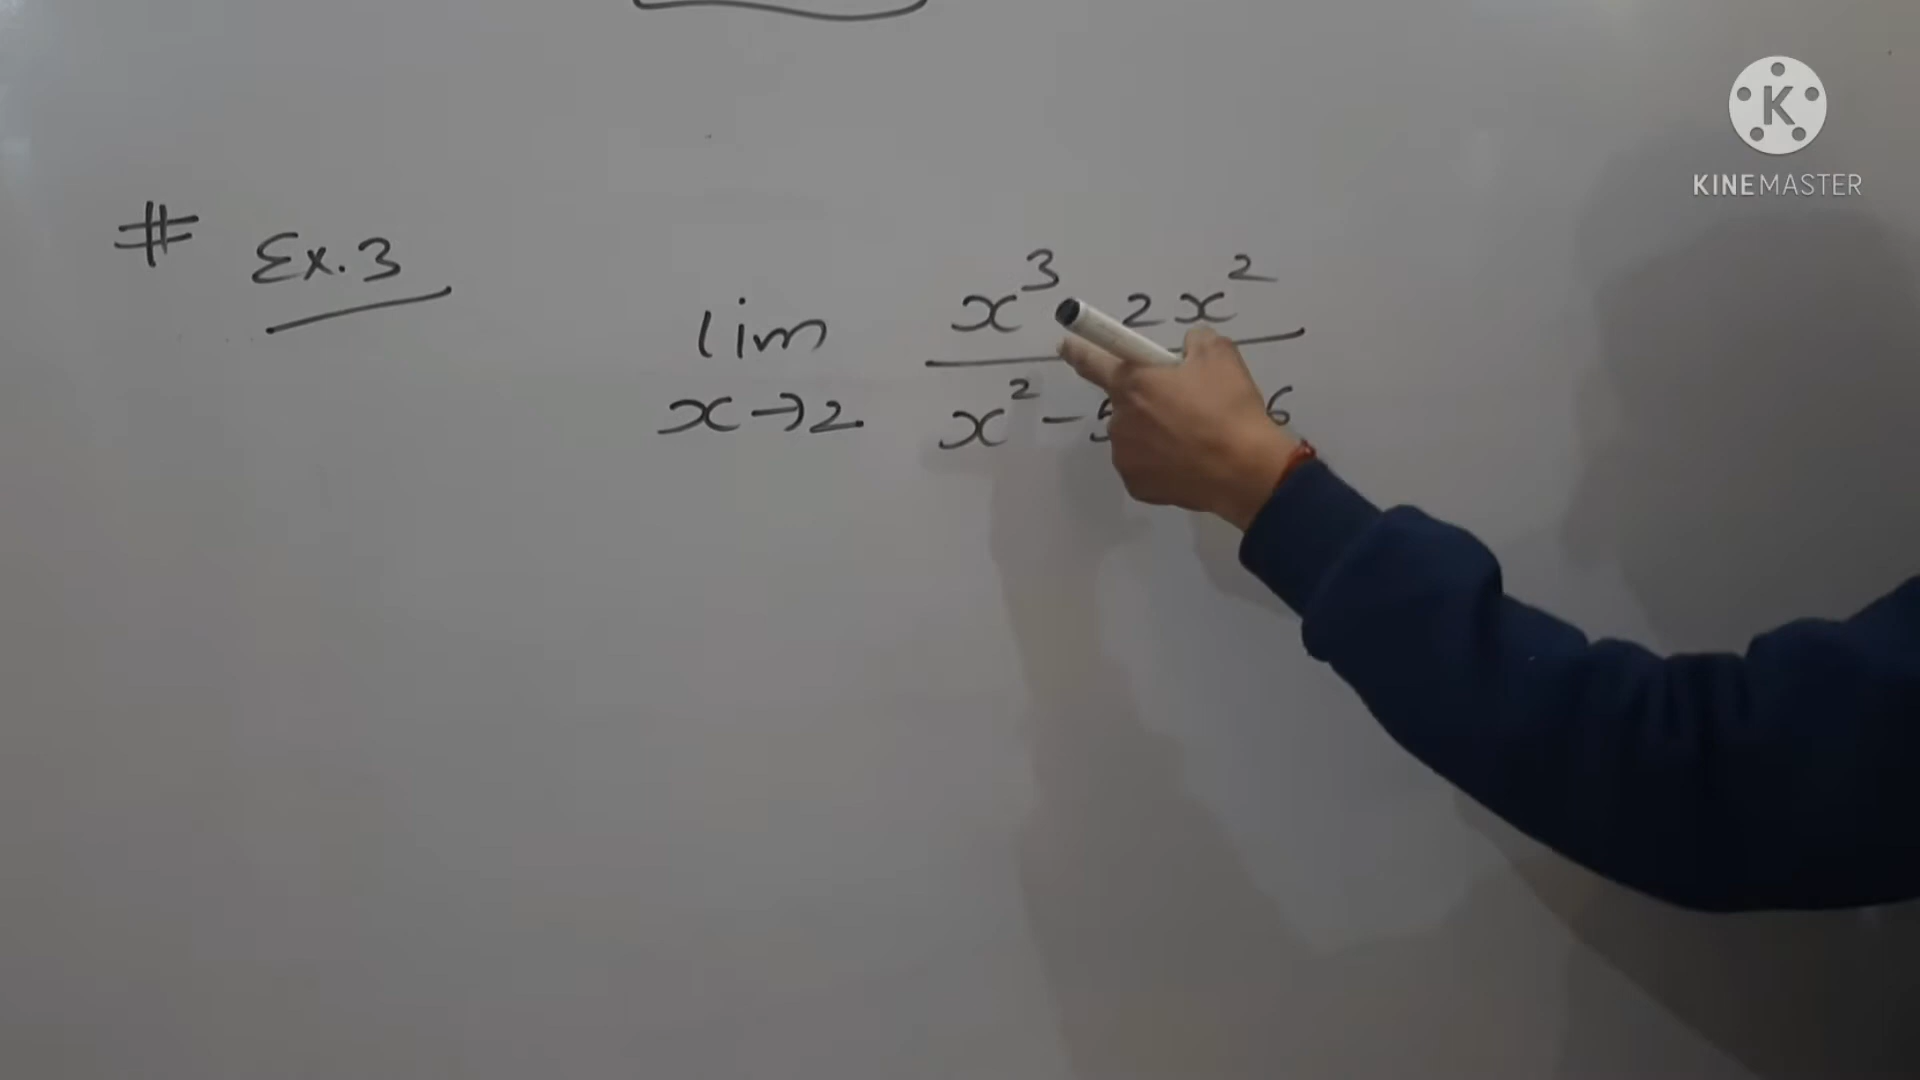 KINEMASTER
# Ex.3
lim x³ 2x²
x→2 x² - 5 6